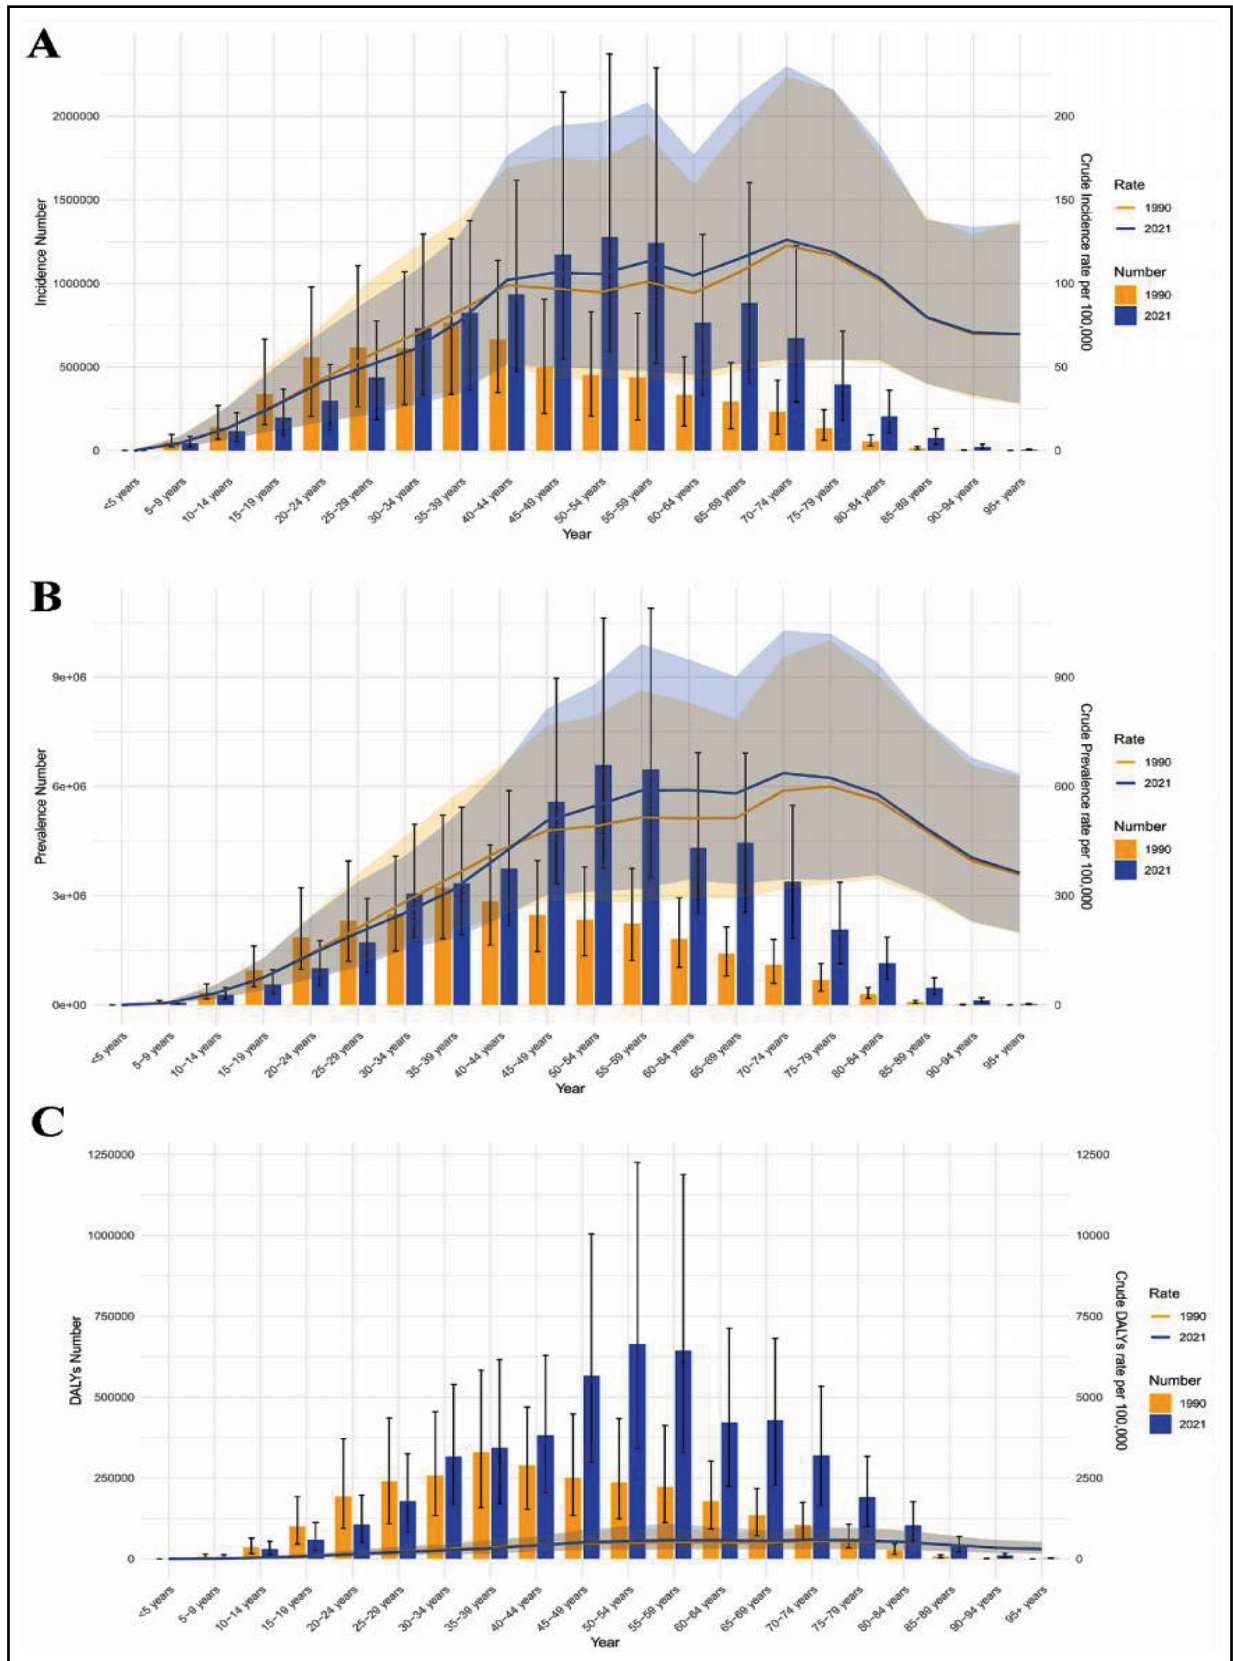 A
2000000
1500000
1000000
500000
0
Incidence Number
200
150
100
50
0
Crude Incidence rate per 100,000
Rate
1990
2021
Number
1990
2021
<5 years
5–9 years
10–14 years
15–19 years
20–24 years
25–29 years
30–34 years
35–39 years
40–44 years
45–49 years
50–54 years
55–59 years
60–64 years
65–69 years
70–74 years
75–79 years
80–84 years
85–89 years
90–94 years
95+ years
Year
B
9e+06
6e+06
3e+06
0e+00
Prevalence Number
900
600
300
0
Crude Prevalence rate per 100,000
Rate
1990
2021
Number
1990
2021
<5 years
5–9 years
10–14 years
15–19 years
20–24 years
25–29 years
30–34 years
35–39 years
40–44 years
45–49 years
50–54 years
55–59 years
60–64 years
65–69 years
70–74 years
75–79 years
80–84 years
85–89 years
90–94 years
95+ years
Year
C
1250000
1000000
750000
500000
250000
0
DALYs Number
12500
10000
7500
5000
2500
0
Crude DALYs rate per 100,000
Rate
1990
2021
Number
1990
2021
<5 years
5–9 years
10–14 years
15–19 years
20–24 years
25–29 years
30–34 years
35–39 years
40–44 years
45–49 years
50–54 years
55–59 years
60–64 years
65–69 years
70–74 years
75–79 years
80–84 years
85–89 years
90–94 years
95+ years
Year